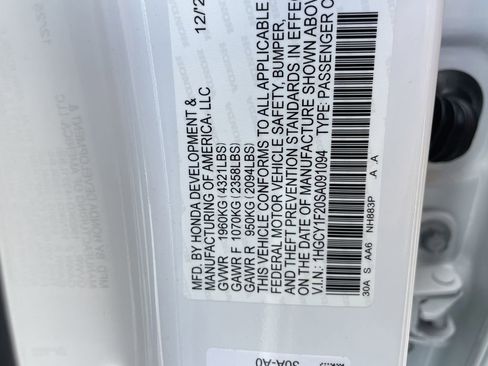 12/2
MFD. BY HONDA DEVELOPMENT &
MANUFACTURING OF AMERICA, LLC
GVWR 1960KG (4321LBS)
GAWR F 1070KG (2358LBS)
GAWR R 950KG (2094LBS)
THIS VEHICLE CONFORMS TO ALL APPLICABLE
FEDERAL MOTOR VEHICLE SAFETY, BUMPER,
AND THEFT PREVENTION STANDARDS IN EFFEC
ON THE DATE OF MANUFACTURE SHOWN ABOV
V.I.N.: 1HGCY1F20SA091094 TYPE: PASSENGER C
30A S AA6 NH883P .A .A
30A-A0